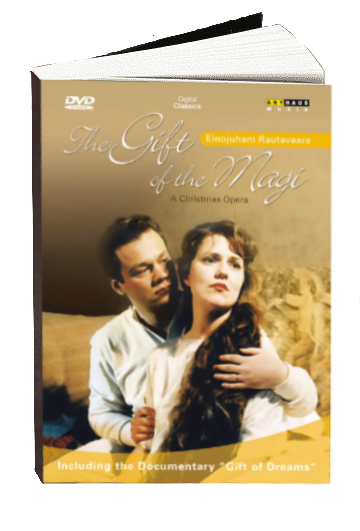 DVD
VIDEO
Digital
Classics
ARTHAUS
MUSIK
Einojuhani Rautavaara
The Gift
of the Magi
A Christmas Opera
Including the Documentary "Gift of Dreams"